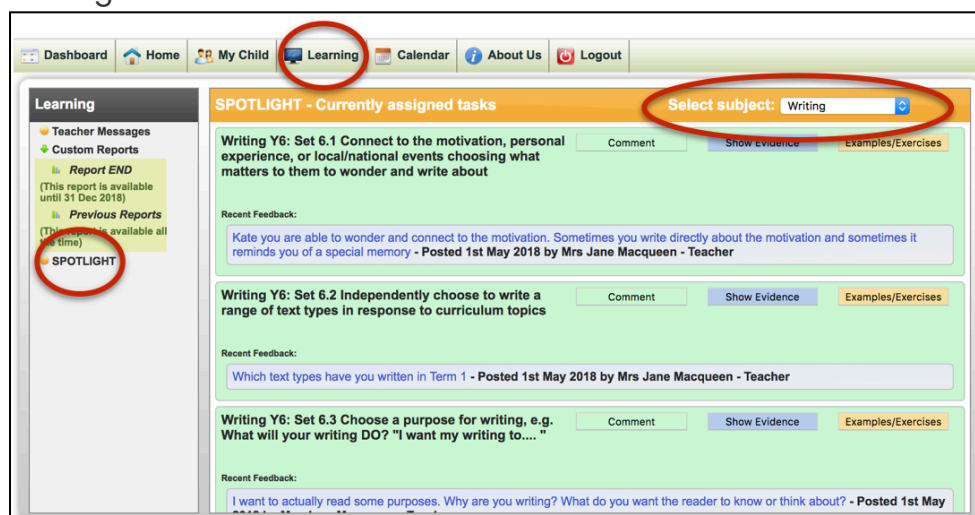 Dashboard Home My Child Learning Calendar About Us Logout
Learning
Teacher Messages
Custom Reports
Report END
(This report is available
until 31 Dec 2018)
Previous Reports
(This report is available all
the time)
SPOTLIGHT
SPOTLIGHT - Currently assigned tasks Select subject: Writing
Writing Y6: Set 6.1 Connect to the motivation, personal
experience, or local/national events choosing what
matters to them to wonder and write about
Comment Show Evidence Examples/Exercises
Recent Feedback:
Kate you are able to wonder and connect to the motivation. Sometimes you write directly about the motivation and sometimes it
reminds you of a special memory - Posted 1st May 2018 by Mrs Jane Macqueen - Teacher
Writing Y6: Set 6.2 Independently choose to write a
range of text types in response to curriculum topics
Comment Show Evidence Examples/Exercises
Recent Feedback:
Which text types have you written in Term 1 - Posted 1st May 2018 by Mrs Jane Macqueen - Teacher
Writing Y6: Set 6.3 Choose a purpose for writing, e.g.
What will your writing DO? "I want my writing to.... "
Comment Show Evidence Examples/Exercises
Recent Feedback:
I want to actually read some purposes. Why are you writing? What do you want the reader to know or think about? - Posted 1st May